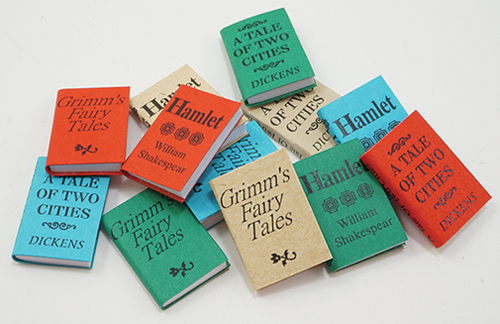 A TALE
OF TWO
CITIES
DICKENS
Grimm's
Fairy
Tales
Hamlet
Hamlet
William
Shakespear
OF TWO
CITIES
DICKENS
Hamlet
A TALE
OF TWO
CITIES
DICKENS
A TALE
OF TWO
CITIES
DICKENS
Grimm's
Fairy
Tales
Grimm's
Fairy
Tales
Hamlet
William
Shakespear